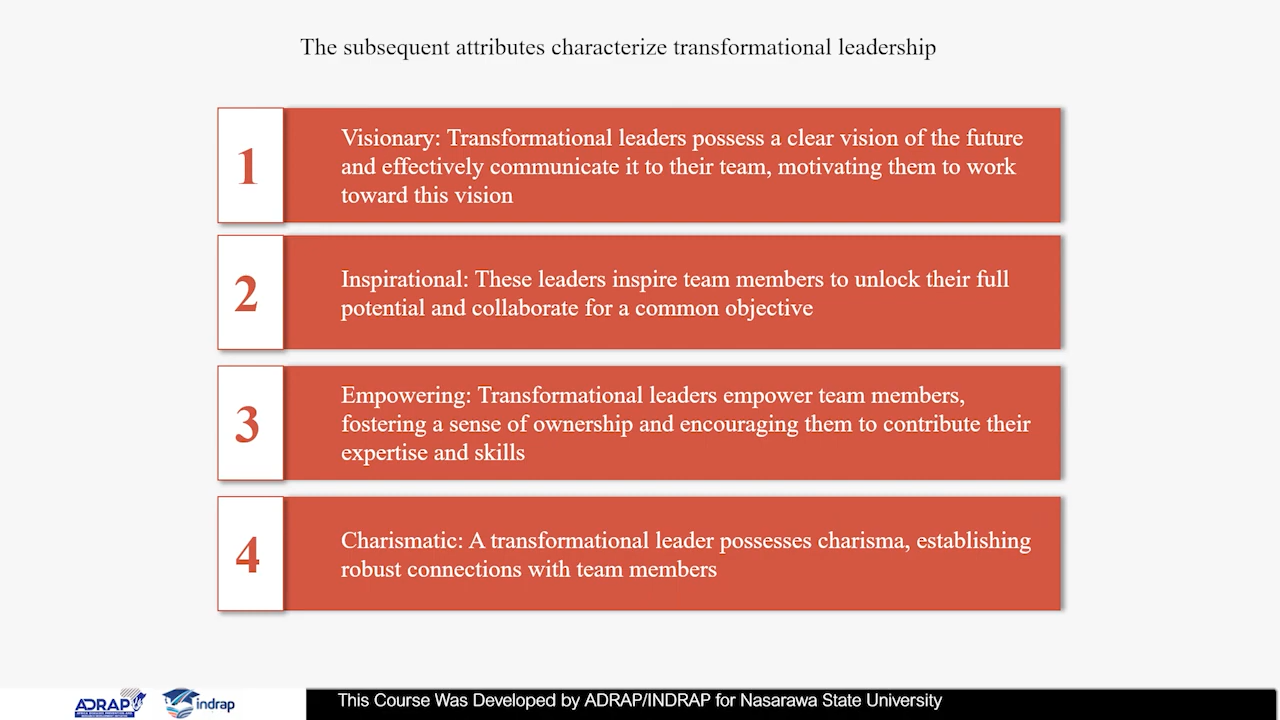 The subsequent attributes characterize transformational leadership
1
Visionary: Transformational leaders possess a clear vision of the future
and effectively communicate it to their team, motivating them to work
toward this vision
2
Inspirational: These leaders inspire team members to unlock their full
potential and collaborate for a common objective
3
Empowering: Transformational leaders empower team members,
fostering a sense of ownership and encouraging them to contribute their
expertise and skills
4
Charismatic: A transformational leader possesses charisma, establishing
robust connections with team members
ADRAP
indrap
This Course Was Developed by ADRAP/INDRAP for Nasarawa State University